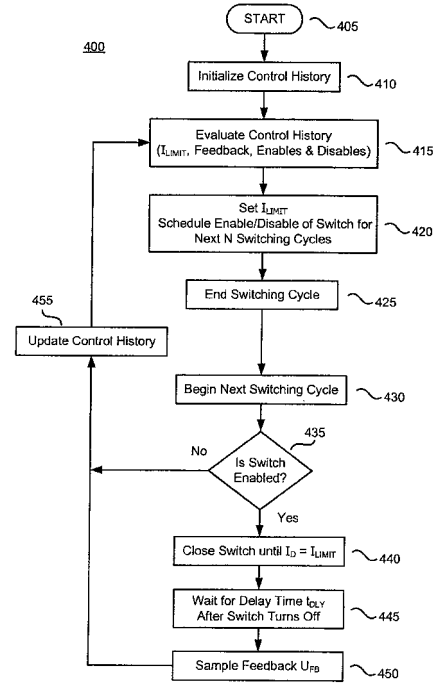 START
405
400
Initialize Control History
410
Evaluate Control History
(ILIMIT, Feedback, Enables & Disables)
415
Set ILIMIT
Schedule Enable/Disable of Switch for
Next N Switching Cycles
420
End Switching Cycle
425
455
Update Control History
Begin Next Switching Cycle
430
435
No
Is Switch
Enabled?
Yes
Close Switch until ID = ILIMIT
440
Wait for Delay Time tDLY
After Switch Turns Off
445
Sample Feedback UFB
450